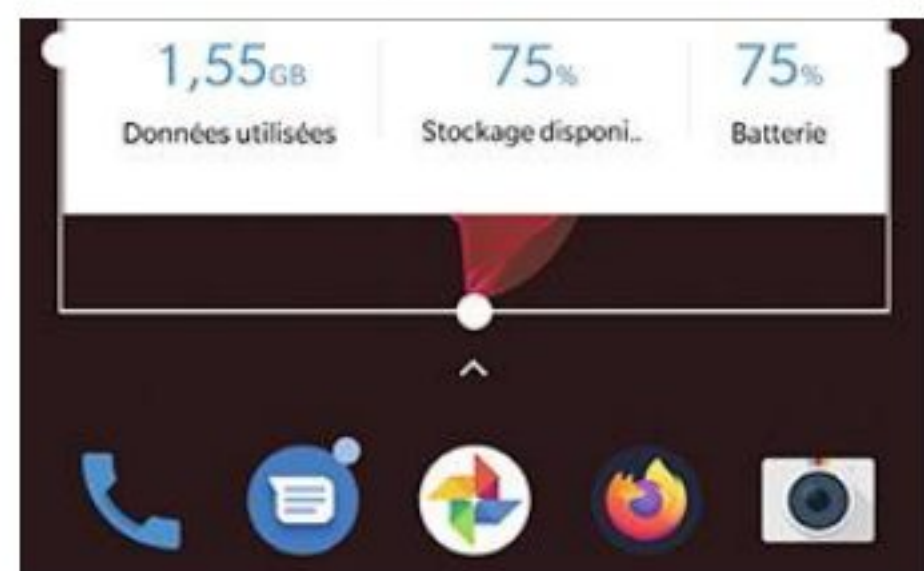 1,55GB 75% 75%
Données utilisées Stockage disponi.. Batterie